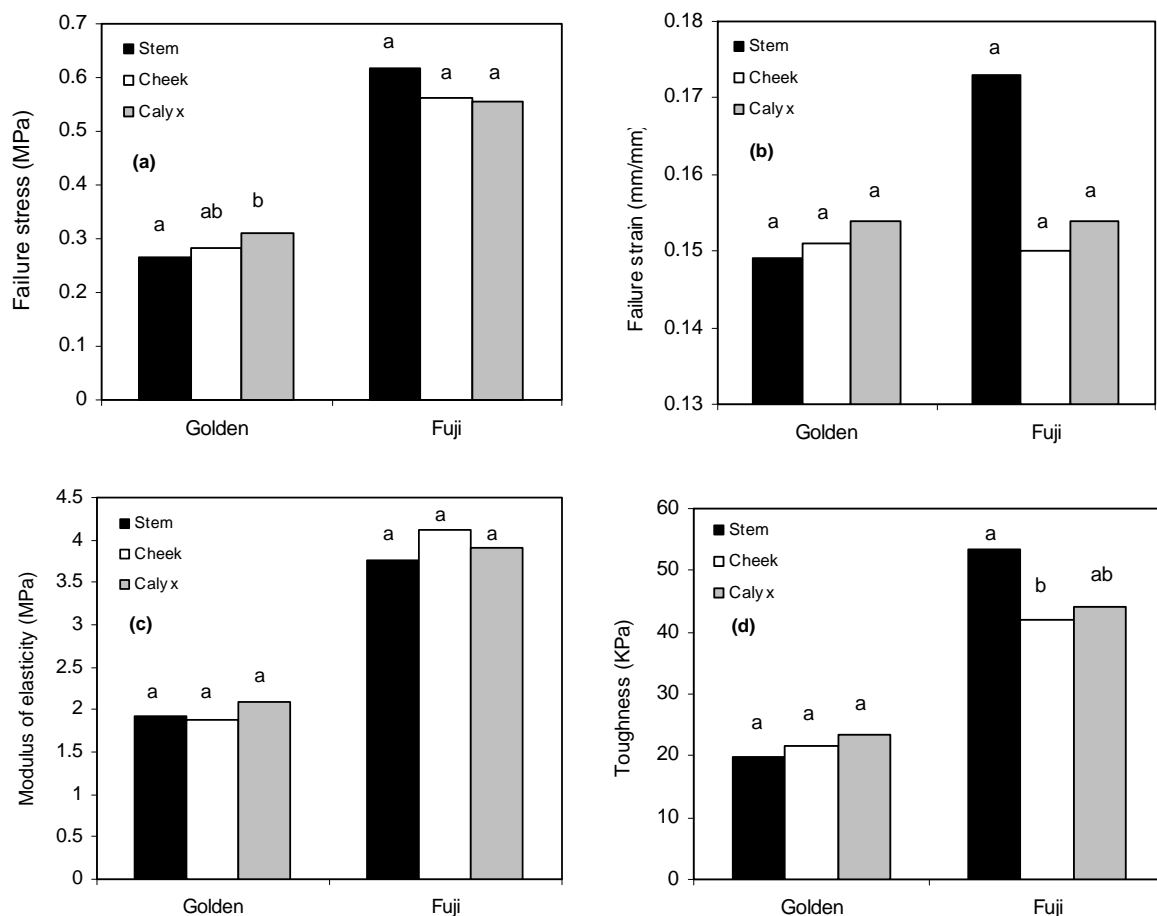 0.7
0.6
0.5
0.4
0.3
0.2
0.1
0
Failure stress (MPa)
Stem
Cheek
Caly x
(a)
a
ab
b
a
a
a
Golden
Fuji
0.18
0.17
0.16
0.15
0.14
0.13
Failure strain (mm/mm)
Stem
Cheek
Caly x
(b)
a
a
a
a
a
a
Golden
Fuji
4.5
4
3.5
3
2.5
2
1.5
1
0.5
0
Modulus of elasticity (MPa)
Stem
Cheek
Caly x
(c)
a
a
a
a
a
a
Golden
Fuji
60
50
40
30
20
10
0
Toughness (KPa)
Stem
Cheek
Caly x
(d)
a
a
a
a
b
ab
Golden
Fuji